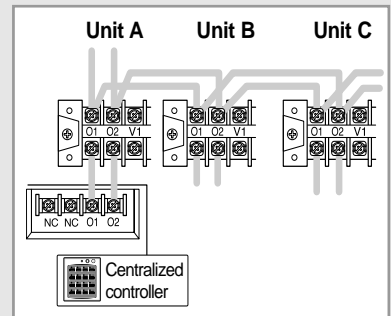 Unit A Unit B Unit C
O1 O2 V1 O1 O2 V1 O1 O2 V1
NC NC O1 O2
Centralized
controller